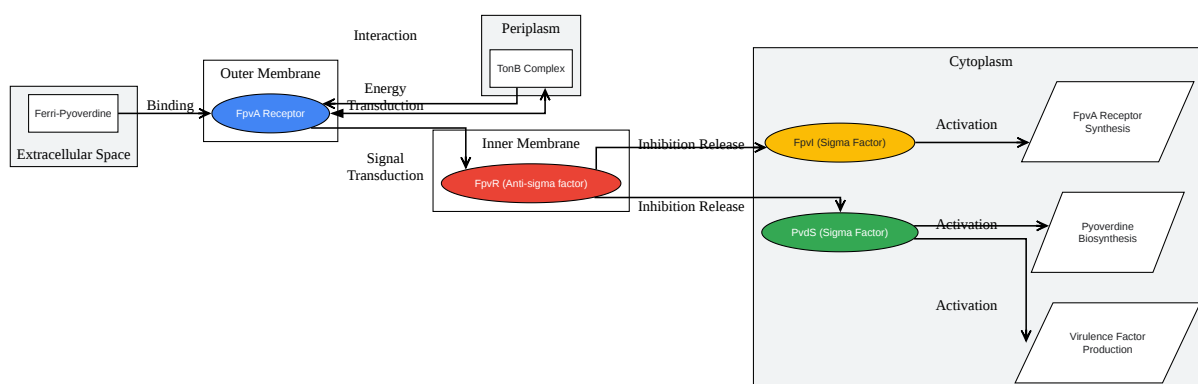 Interaction
Periplasm
TonB Complex
Outer Membrane
FpvA Receptor
Energy
Transduction
Binding
Ferri-Pyoverdine
Extracellular Space
Signal
Transduction
Inner Membrane
FpvR (Anti-sigma factor)
Inhibition Release
Inhibition Release
Cytoplasm
FpvI (Sigma Factor)
Activation
FpvA Receptor
Synthesis
PvdS (Sigma Factor)
Activation
Pyoverdine
Biosynthesis
Activation
Virulence Factor
Production